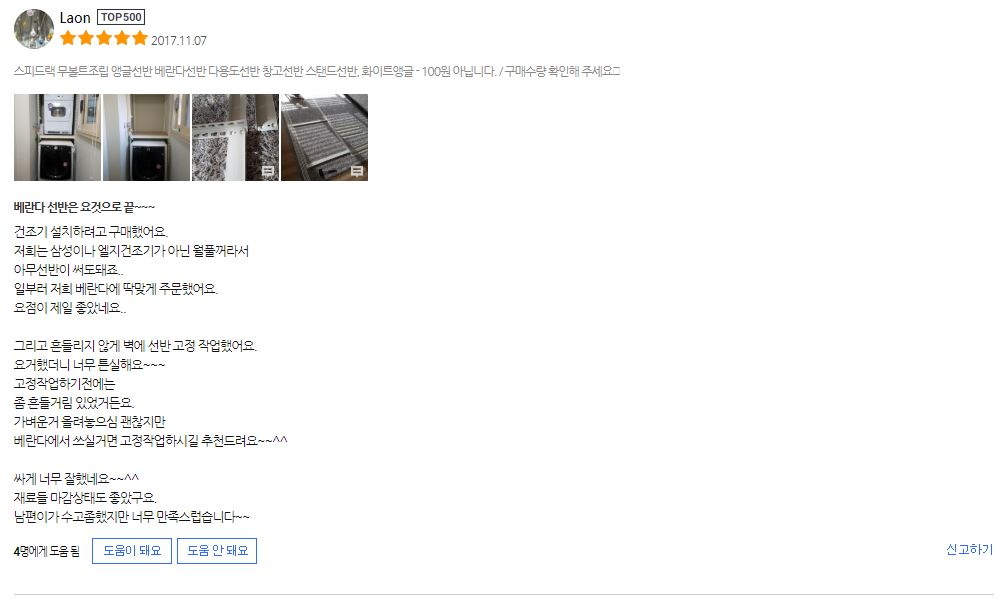 Laon TOP500
2017.11.07
스피드랙 무볼트조립 앵글선반 베란다선반 다용도선반 창고선반 스탠드선반, 화이트앵글 - 100원 아닙니다. / 구매수량 확인해 주세요□
베란다 선반은 요것으로 끝~~~
건조기 설치하려고 구매했어요.
저희는 삼성이나 엘지건조기가 아닌 월풀꺼라서
아무선반이 써도돼죠..
일부러 저희 베란다에 딱맞게 주문했어요.
요점이 제일 좋았네요..
그리고 흔들리지 않게 벽에 선반 고정 작업했어요.
요거했더니 너무 튼실해요~~~
고정작업하기전에는
좀 흔들거림 있었거든요.
가벼운거 올려놓으심 괜찮지만
베란다에서 쓰실거면 고정작업하시길 추천드려요~~^^
싸게 너무 잘했네요~~^^
재료들 마감상태도 좋았구요.
남편이가 수고좀했지만 너무 만족스럽습니다~~
4명에게 도움 됨 도움이 돼요 도움 안 돼요 신고하기